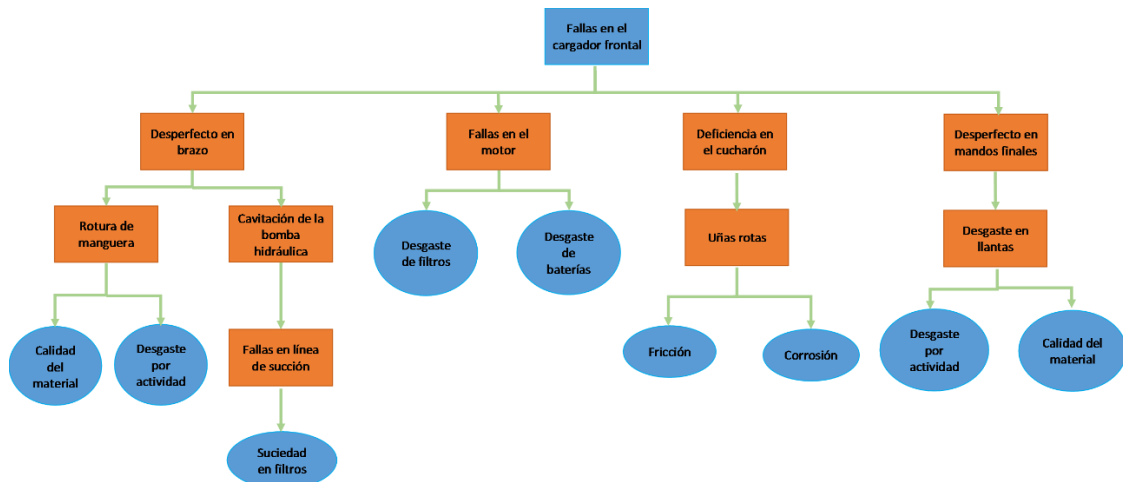 Fallas en el
cargador frontal
Desperfecto en
brazo
Fallas en el
motor
Deficiencia en
el cucharón
Desperfecto en
mandos finales
Rotura de
manguera
Cavitación de la
bomba
hidráulica
Desgaste
de filtros
Desgaste
de
baterías
Uñas rotas
Desgaste en
llantas
Calidad
del
material
Desgaste
por
actividad
Fallas en línea
de succión
Fricción
Corrosión
Desgaste
por
actividad
Calidad del
material
Suciedad
en filtros